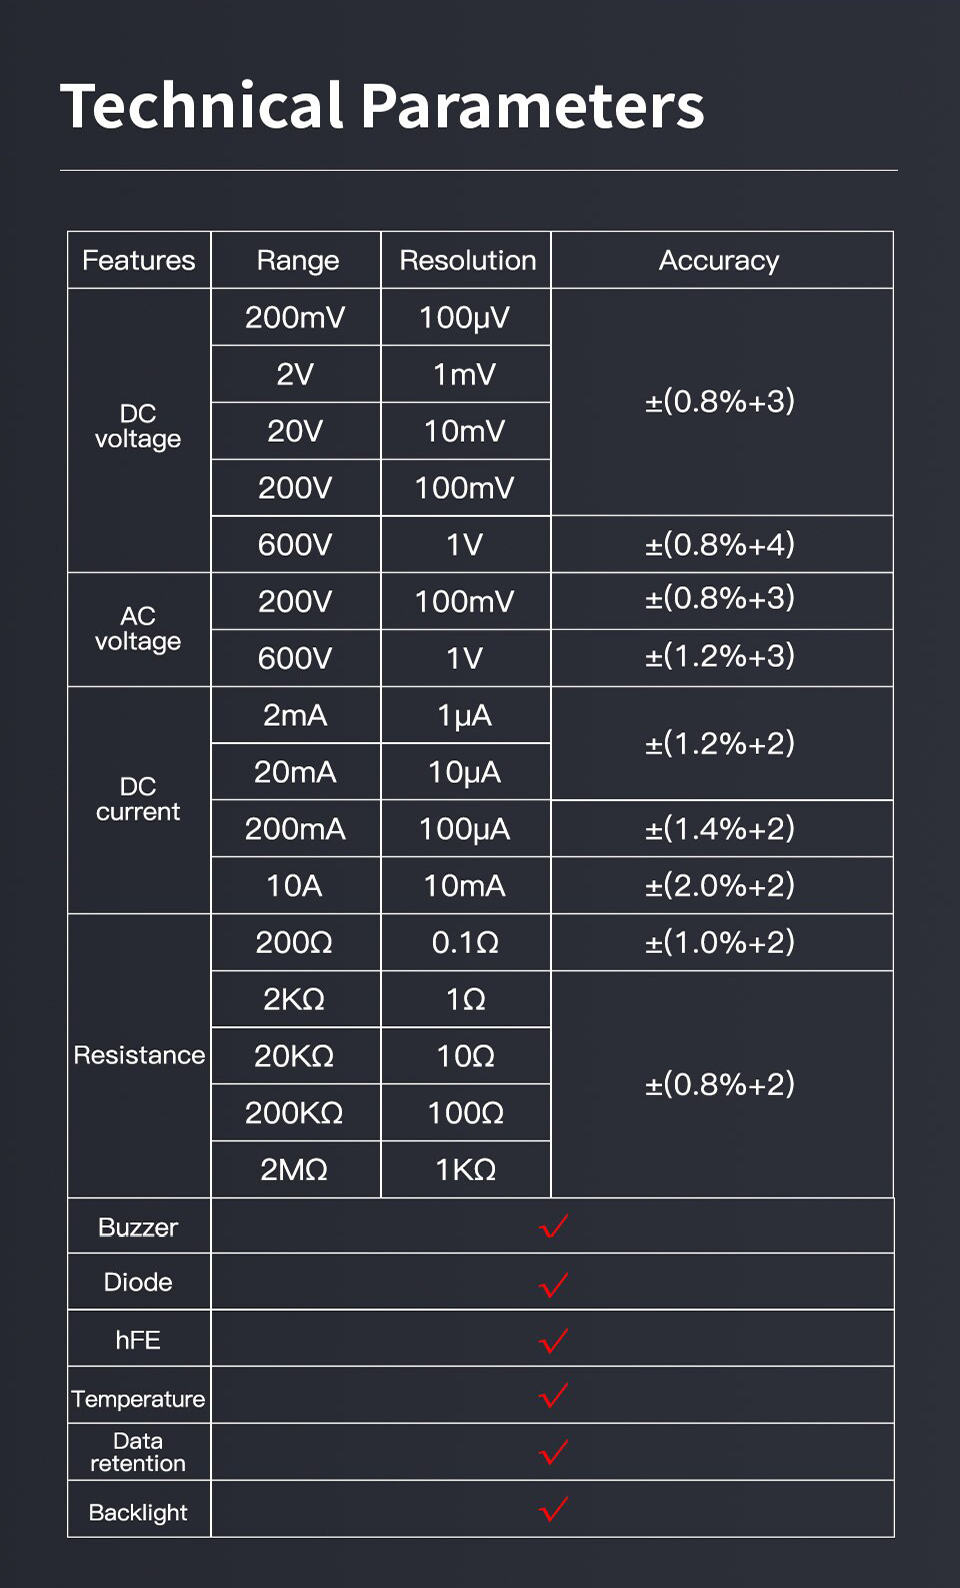 Technical Parameters
Features Range Resolution Accuracy
DC
voltage
200mV 100μV
2V 1mV
20V 10mV
200V 100mV
±(0.8%+3)
600V 1V ±(0.8%+4)
AC
voltage
200V 100mV ±(0.8%+3)
600V 1V ±(1.2%+3)
DC
current
2mA 1μA
20mA 10μA
±(1.2%+2)
200mA 100μA ±(1.4%+2)
10A 10mA ±(2.0%+2)
Resistance
200Ω 0.1Ω ±(1.0%+2)
2KΩ 1Ω
20KΩ 10Ω
200KΩ 100Ω
2MΩ 1KΩ
±(0.8%+2)
Buzzer √
Diode √
hFE √
Temperature √
Data
retention √
Backlight √